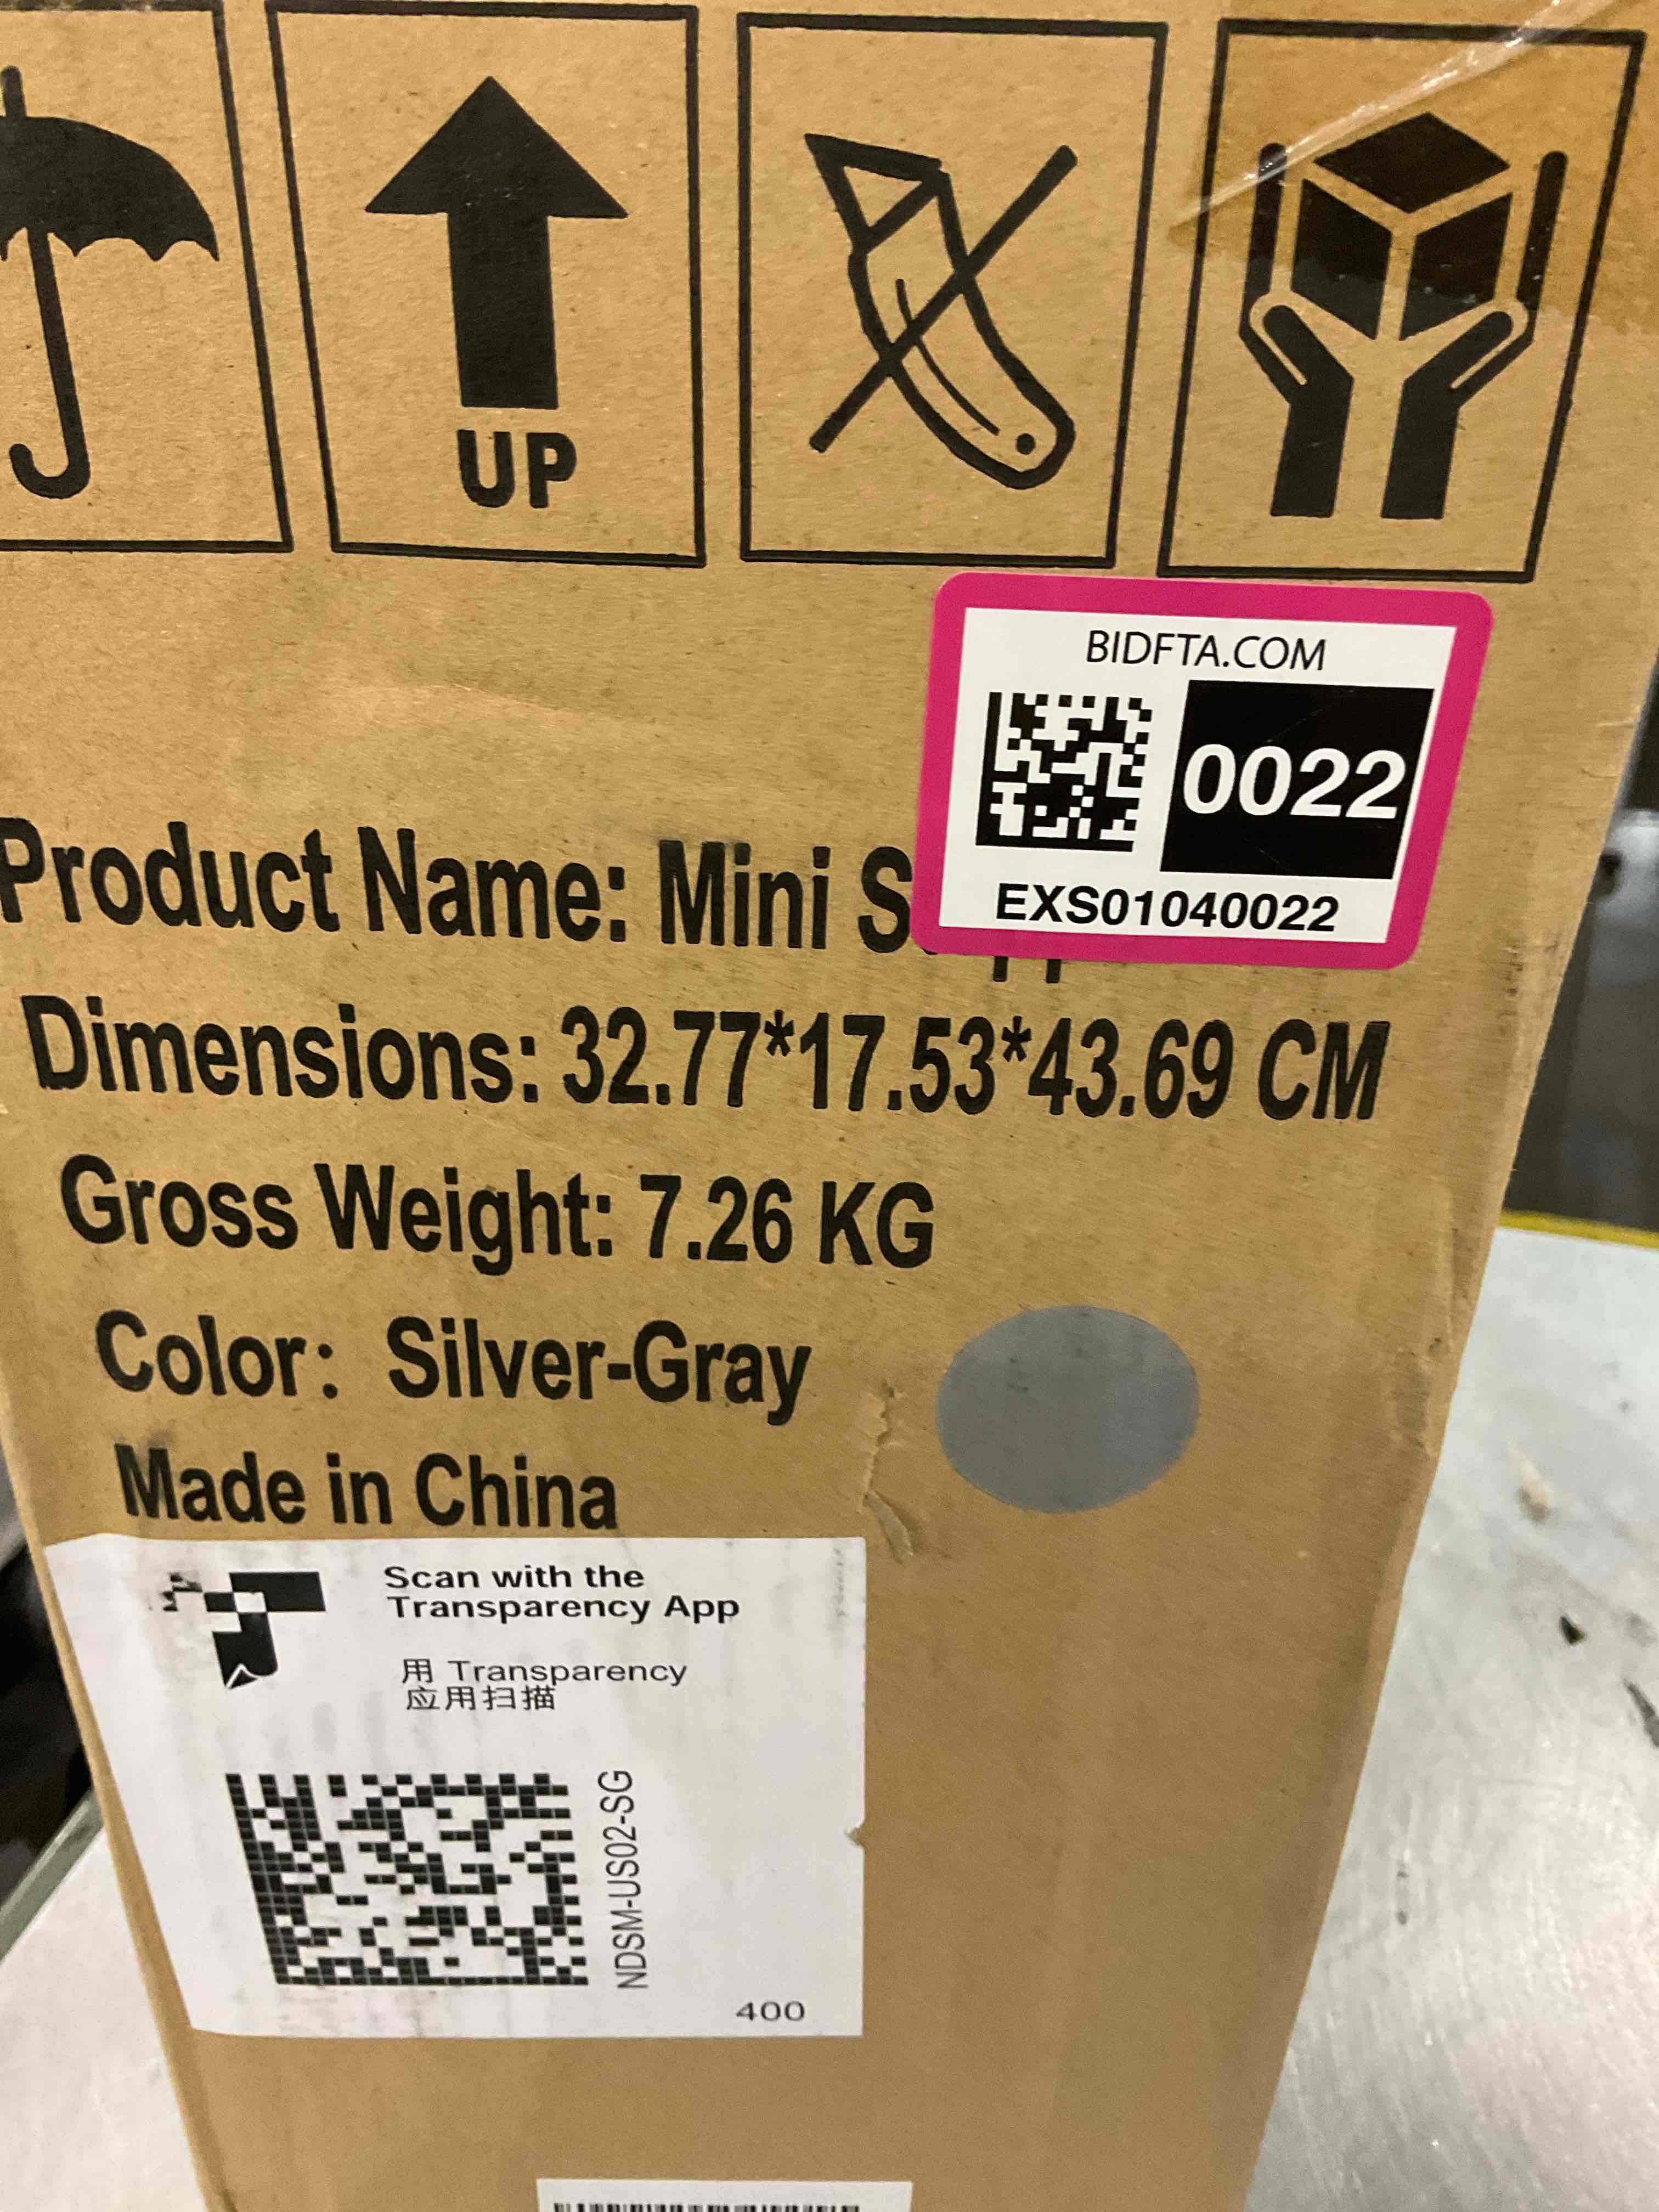 UP
BIDFTA.COM
0022
EXS01040022
Product Name: Mini
Dimensions: 32.77*17.53*43.69 CM
Gross Weight: 7.26 KG
Color: Silver-Gray
Made in China
Scan with the
Transparency App
用 Transparency
应用扫描
NDSM-US02-SG
400